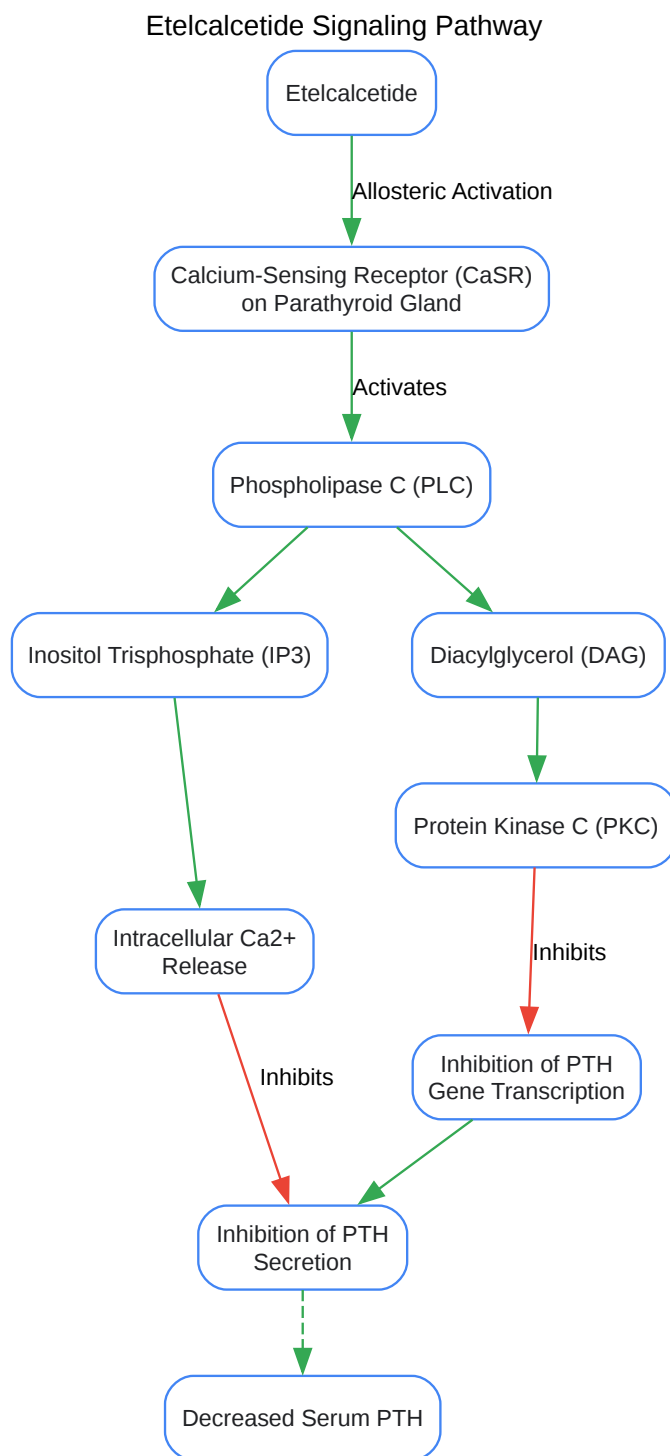 Etelcalcetide Signaling Pathway
Etelcalcetide
Allosteric Activation
Calcium-Sensing Receptor (CaSR)
on Parathyroid Gland
Activates
Phospholipase C (PLC)
Inositol Trisphosphate (IP3)
Diacylglycerol (DAG)
Protein Kinase C (PKC)
Intracellular Ca2+
Release
Inhibits
Inhibition of PTH
Gene Transcription
Inhibits
Inhibition of PTH
Secretion
Decreased Serum PTH